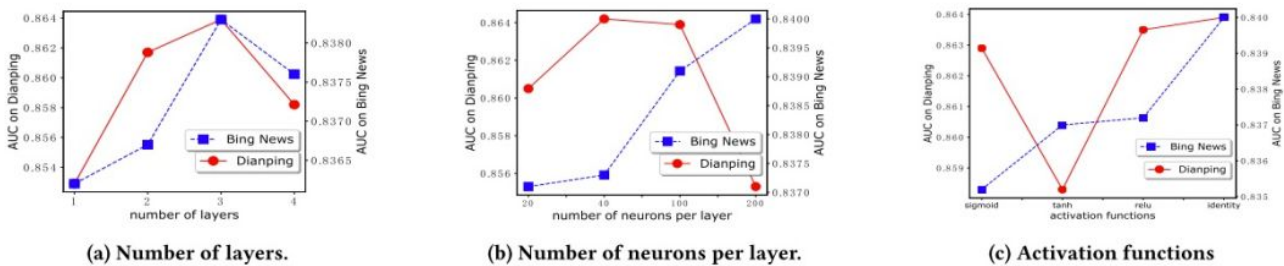 0.864
0.862
0.860
0.858
0.856
0.854
AUC on Dianping
0.8380
0.8375
0.8370
0.8365
AUC on Bing News
Bing News
Dianping
1 2 3 4
number of layers
(a) Number of layers.
0.864
0.862
0.860
0.858
0.856
AUC on Dianping
0.8400
0.8395
0.8390
0.8385
0.8380
0.8375
0.8370
AUC on Bing News
Bing News
Dianping
20 40 100 200
number of neurons per layer
(b) Number of neurons per layer.
0.864
0.863
0.862
0.861
0.860
0.859
AUC on Dianping
0.840
0.839
0.838
0.837
0.836
0.835
AUC on Bing News
Bing News
Dianping
sigmoid tanh relu identity
activation functions
(c) Activation functions